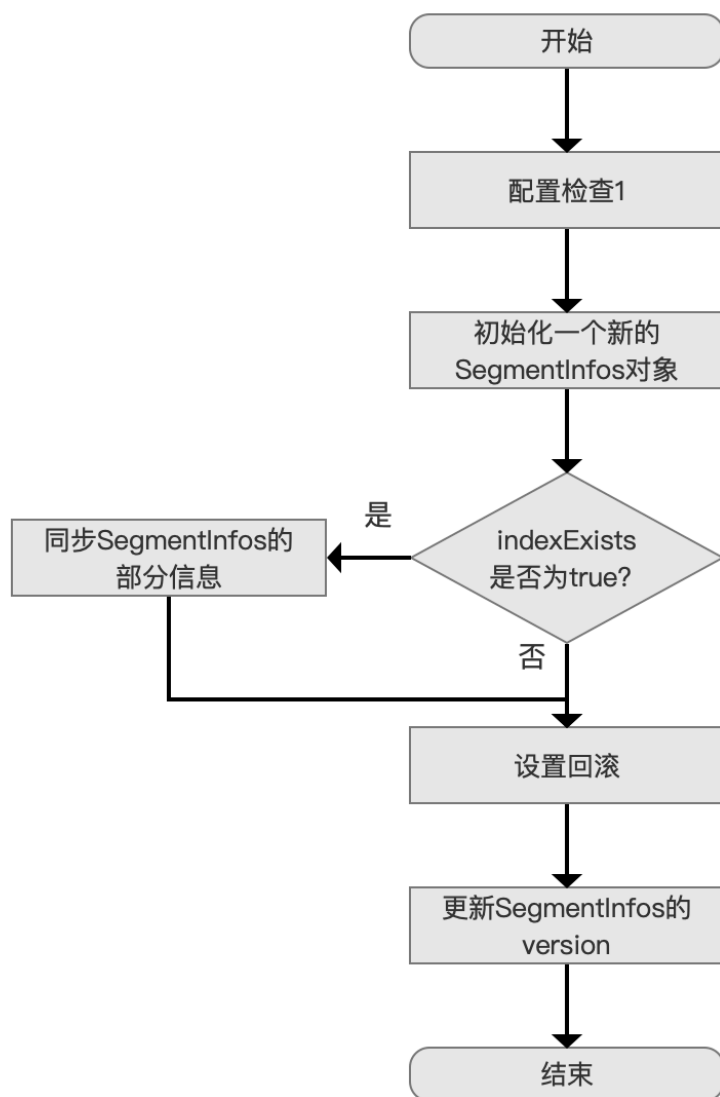 开始
配置检查1
初始化一个新的
SegmentInfos对象
是
同步SegmentInfos的
部分信息
indexExists
是否为true?
否
设置回滚
更新SegmentInfos的
version
结束